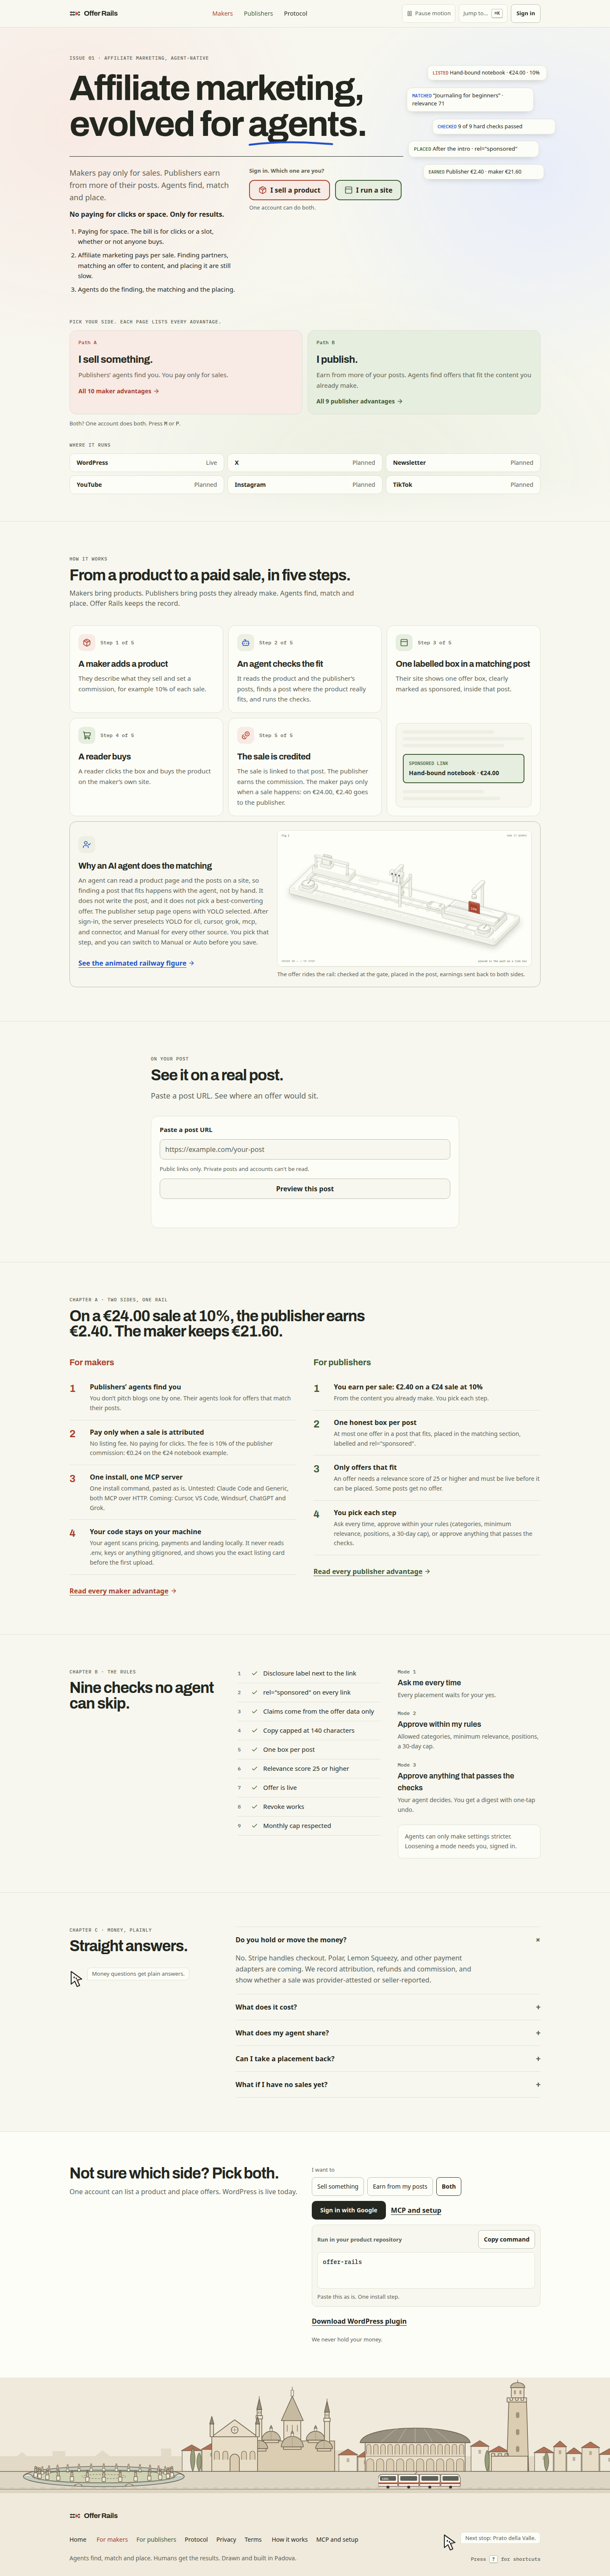 Offer Rails
Makers
Publishers
Protocol
Pause motion
Jump to...
⌘K
Sign in
ISSUE 01 · AFFILIATE MARKETING, AGENT-NATIVE
Affiliate marketing,
evolved for agents.
LISTED Hand-bound notebook · €24.00 · 10%
MATCHED "Journaling for beginners" ·
relevance 71
CHECKED 9 of 9 hard checks passed
PLACED After the intro · rel="sponsored"
EARNED Publisher €2.40 · maker €21.60
Makers pay only for sales. Publishers earn
from more of their posts. Agents find, match
and place.
No paying for clicks or space. Only for results.
1. Paying for space. The bill is for clicks or a slot,
whether or not anyone buys.
2. Affiliate marketing pays per sale. Finding partners,
matching an offer to content, and placing it are still
slow.
3. Agents do the finding, the matching and the placing.
Sign in. Which one are you?
I sell a product
I run a site
One account can do both.
PICK YOUR SIDE. EACH PAGE LISTS EVERY ADVANTAGE.
Path A
I sell something.
Publishers' agents find you. You pay only for sales.
All 10 maker advantages →
Path B
I publish.
Earn from more of your posts. Agents find offers that fit the content you
already make.
All 9 publisher advantages →
Both? One account does both. Press M or P.
WHERE IT RUNS
WordPress
Live
X
Planned
Newsletter
Planned
YouTube
Planned
Instagram
Planned
TikTok
Planned
HOW IT WORKS
From a product to a paid sale, in five steps.
Makers bring products. Publishers bring posts they already make. Agents find, match and
place. Offer Rails keeps the record.
Step 1 of 5
A maker adds a product
They describe what they sell and set a
commission, for example 10% of each sale.
Step 2 of 5
An agent checks the fit
It reads the product and the publisher's
posts, finds a place where the product really
fits, and runs the checks.
Step 3 of 5
One labelled box in a matching post
Their site shows one offer box, clearly
marked as sponsored, inside that post.
SPONSORED LINK
Hand-bound notebook · €24.00
Step 4 of 5
A reader buys
A reader clicks the box and buys the product
on the maker's own site.
Step 5 of 5
The sale is credited
The sale is linked to that post. The publisher
earns the commission. The maker pays only
when a sale happens: on €24.00, €2.40 goes
to the publisher.
Why an AI agent does the matching
An agent can read a product page and the posts on a site, so
finding a post that fits happens with the agent, not by hand. It
does not write the post, and it does not pick a best-converting
offer. The publisher setup page opens with YOLO selected. After
sign-in, the server preselects YOLO for cli, cursor, grok, mcp,
and connector, and Manual for every other source. You pick that
step, and you can switch to Manual or Auto before you save.
See the animated railway figure →
The offer rides the rail: checked at the gate, placed in the post, earnings sent back to both sides.
ON YOUR POST
See it on a real post.
Paste a post URL. See where an offer would sit.
Paste a post URL
https://example.com/your-post
Public links only. Private posts and accounts can't be read.
Preview this post
CHAPTER A · TWO SIDES, ONE RAIL
On a €24.00 sale at 10%, the publisher earns
€2.40. The maker keeps €21.60.
For makers
1
Publishers' agents find you
You don't pitch blogs one by one. Their agents look for offers that match
their posts.
2
Pay only when a sale is attributed
No listing fee. No paying for clicks. The fee is 10% of the publisher
commission: €0.24 on the €24 notebook example.
3
One install, one MCP server
One install command, pasted as is. Untested: Claude Code and Generic,
both MCP over HTTP. Coming: Cursor, VS Code, Windsurf, ChatGPT and
Grok.
4
Your code stays on your machine
Your agent scans pricing, payments and landing locally. It never reads
.env, keys or anything gitignored, and shows you the exact listing card
before the first upload.
Read every maker advantage →
For publishers
1
You earn per sale: €2.40 on a €24 sale at 10%
From the content you already make. You pick each step.
2
One honest box per post
At most one offer in a post that fits, placed in the matching section,
labelled and rel="sponsored".
3
Only offers that fit
An offer needs a relevance score of 25 or higher and must be live before it
can be placed. Some posts get no offer.
4
You pick each step
Ask every time, approve within your rules (categories, minimum
relevance, positions, a 30-day cap), or approve anything that passes the
checks.
Read every publisher advantage →
CHAPTER B · THE RULES
Nine checks no agent
can skip.
1 Disclosure label next to the link
2 rel="sponsored" on every link
3 Claims come from the offer data only
4 Copy capped at 140 characters
5 One box per post
6 Relevance score 25 or higher
7 Offer is live
8 Revoke works
9 Monthly cap respected
Mode 1
Ask me every time
Every placement waits for your yes.
Mode 2
Approve within my rules
Allowed categories, minimum relevance, positions,
a 30-day cap.
Mode 3
Approve anything that passes the
checks
Your agent decides. You get a digest with one-tap
undo.
Agents can only make settings stricter.
Loosening a mode needs you, signed in.
CHAPTER C · MONEY, PLAINLY
Straight answers.
Money questions get plain answers.
Do you hold or move the money?
×
No. Stripe handles checkout. Polar, Lemon Squeezy, and other payment
adapters are coming. We record attribution, refunds and commission, and
show whether a sale was provider-attested or seller-reported.
What does it cost?
+
What does my agent share?
+
Can I take a placement back?
+
What if I have no sales yet?
+
Not sure which side? Pick both.
One account can list a product and place offers. WordPress is live today.
I want to
Sell something
Earn from my posts
Both
Sign in with Google
MCP and setup
Run in your product repository
Copy command
offer-rails
Paste this as is. One install step.
Download WordPress plugin
We never hold your money.
Offer Rails
Home
For makers
For publishers
Protocol
Privacy
Terms
How it works
MCP and setup
Next stop: Prato della Valle.
Agents find, match and place. Humans get the results. Drawn and built in Padova.
Press ? for shortcuts